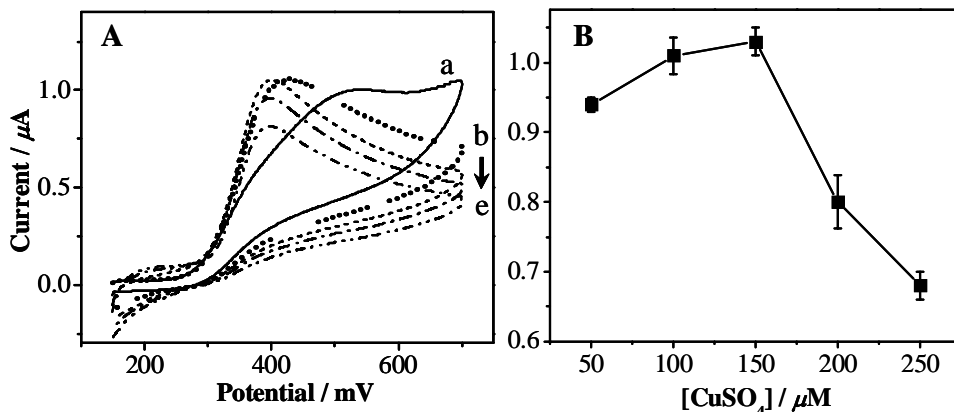 A
a
b
e
1.0
0.5
0.0
Current / μA
200 400 600
Potential / mV
B
1.0
0.9
0.8
0.7
0.6
50 100 150 200 250
[CuSO₄] / μM